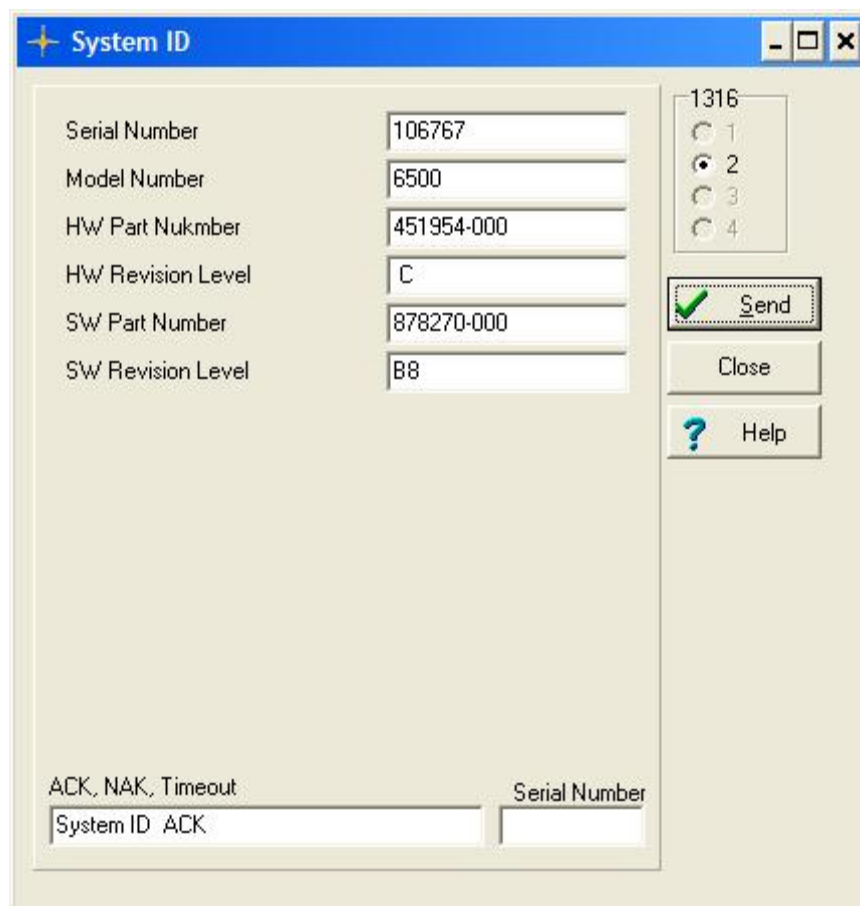 System ID
Serial Number 106767
Model Number 6500
HW Part Nukmber 451954-000
HW Revision Level C
SW Part Number 878270-000
SW Revision Level B8
1316
1
2
3
4
Send
Close
? Help
ACK, NAK, Timeout Serial Number
System ID ACK